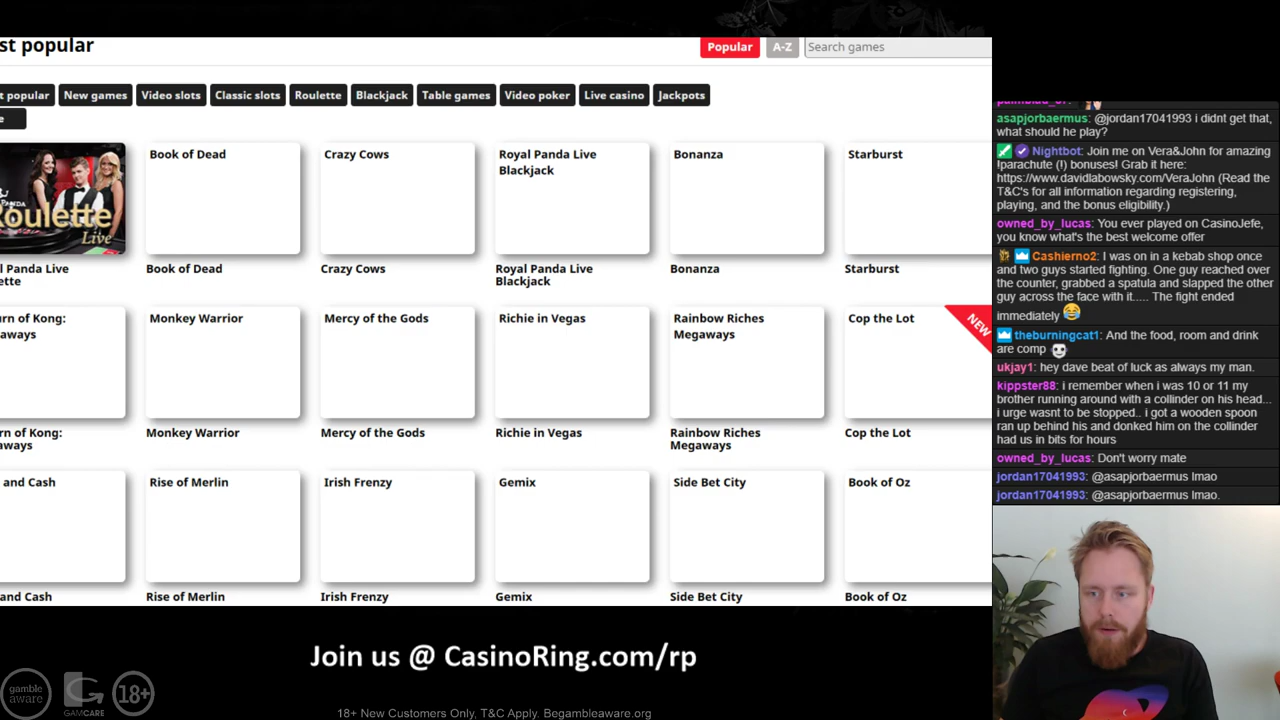 st popular
Popular
A-Z
Search games
t popular
New games
Video slots
Classic slots
Roulette
Blackjack
Table games
Video poker
Live casino
Jackpots
e
PANDA
Roulette
Live
Book of Dead
Crazy Cows
Royal Panda Live
Blackjack
Bonanza
Starburst
l Panda Live
ette
Book of Dead
Crazy Cows
Royal Panda Live
Blackjack
Bonanza
Starburst
urn of Kong:
aways
Monkey Warrior
Mercy of the Gods
Richie in Vegas
Rainbow Riches
Megaways
Cop the Lot
NEW
rn of Kong:
ways
Monkey Warrior
Mercy of the Gods
Richie in Vegas
Rainbow Riches
Megaways
Cop the Lot
and Cash
Rise of Merlin
Irish Frenzy
Gemix
Side Bet City
Book of Oz
and Cash
Rise of Merlin
Irish Frenzy
Gemix
Side Bet City
Book of Oz
asapjorbaermus: @jordan17041993 i didnt get that,
what should he play?
Nightbot: Join me on Vera&John for amazing
!parachute (!) bonuses! Grab it here:
https://www.davidlabowsky.com/VeraJohn (Read the
T&C's for all information regarding registering,
playing, and the bonus eligibility.)
owned_by_lucas: You ever played on CasinoJefe,
you know what's the best welcome offer
Cashierno2: I was on in a kebab shop once
and two guys started fighting. One guy reached over
the counter, grabbed a spatula and slapped the other
guy across the face with it..... The fight ended
immediately
theburningcat1: And the food, room and drink
are comp
ukjay1: hey dave beat of luck as always my man.
kippster88: i remember when i was 10 or 11 my
brother running around with a collinder on his head...
i urge wasnt to be stopped.. i got a wooden spoon
ran up behind his and donked him on the collinder
had us in bits for hours
owned_by_lucas: Don't worry mate
jordan17041993: @asapjorbaermus lmao
jordan17041993: @asapjorbaermus lmao.
Join us @ CasinoRing.com/rp
gamble
aware
GAMCARE
18+
18+ New Customers Only, T&C Apply. Begambleaware.org